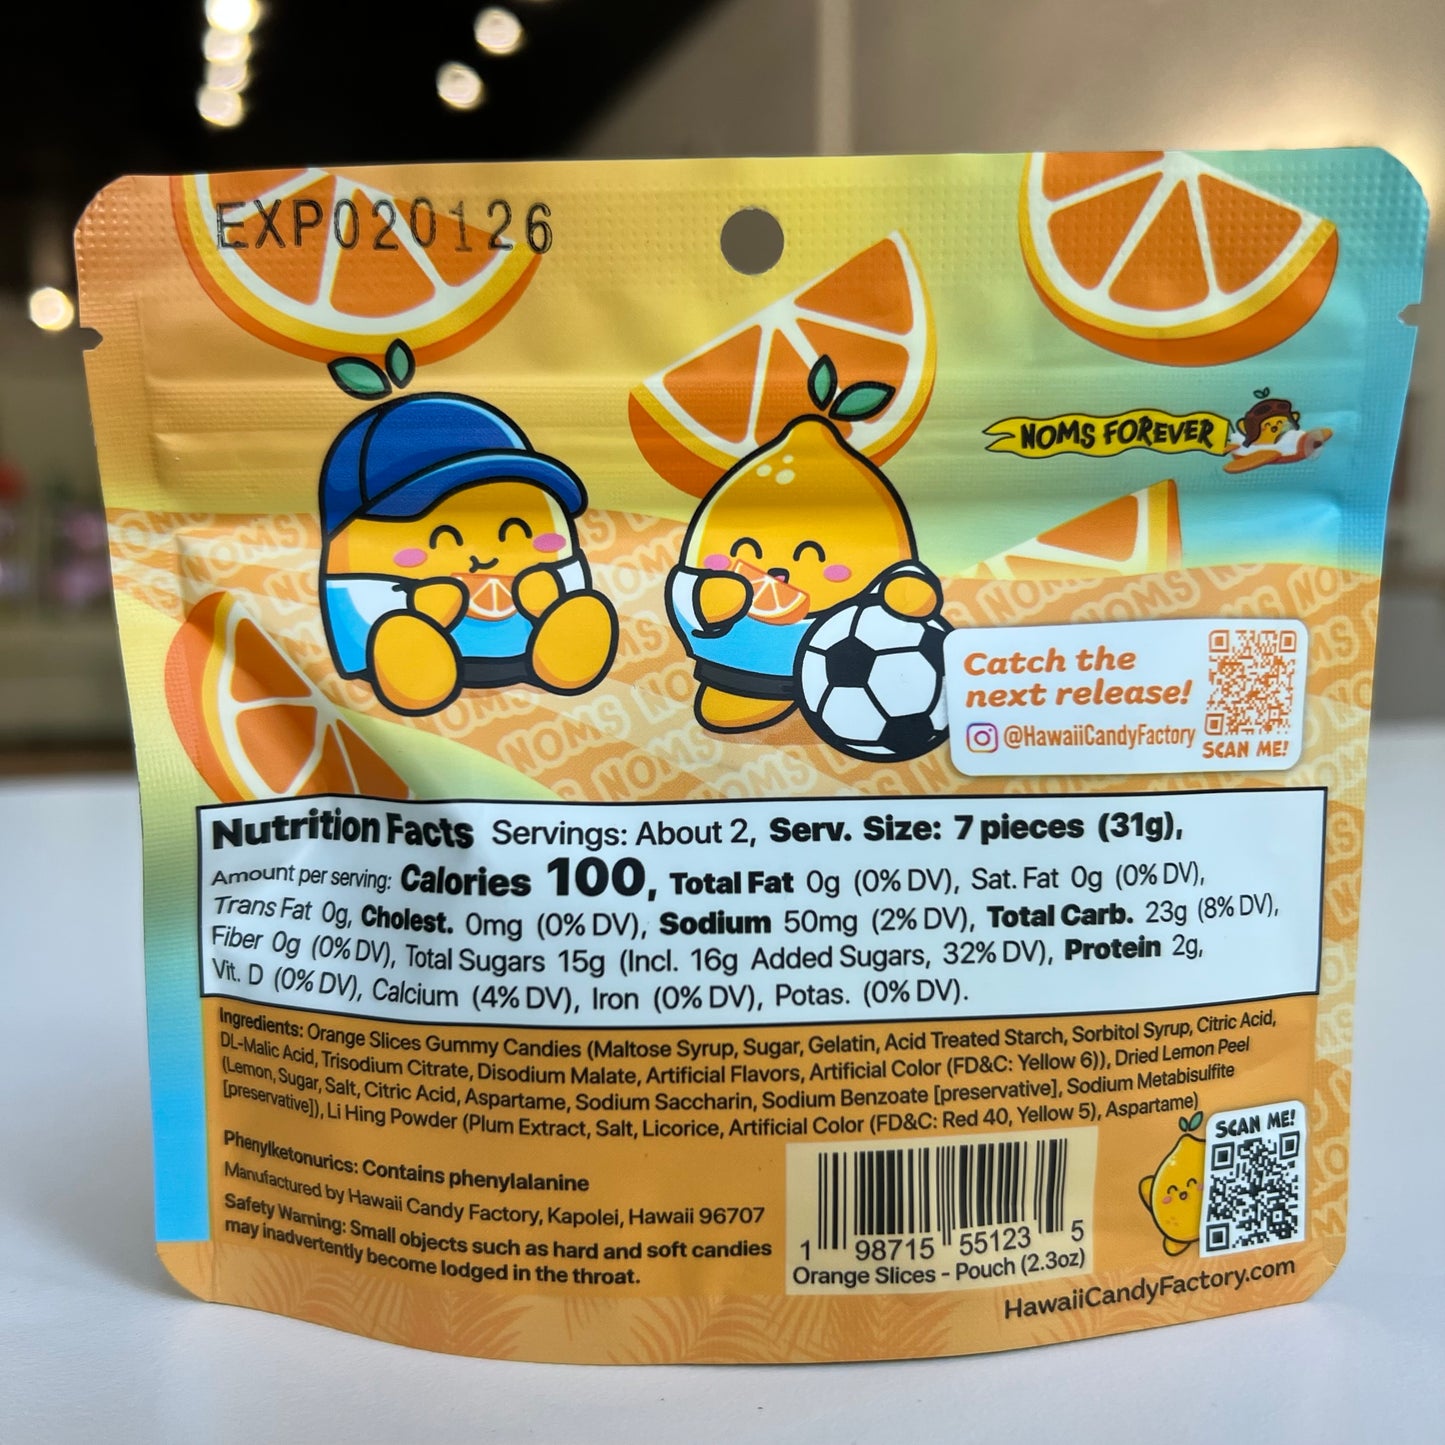 EXP020126
NOMS FOREVER
Catch the
next release!
@HawaiiCandyFactory
SCAN ME!
Nutrition Facts Servings: About 2, Serv. Size: 7 pieces (31g),
Amount per serving: Calories 100, Total Fat 0g (0% DV), Sat. Fat 0g (0% DV),
Trans Fat 0g, Cholest. 0mg (0% DV), Sodium 50mg (2% DV), Total Carb. 23g (8% DV),
Fiber 0g (0% DV), Total Sugars 15g (Incl. 16g Added Sugars, 32% DV), Protein 2g,
Vit. D (0% DV), Calcium (4% DV), Iron (0% DV), Potas. (0% DV).
Ingredients: Orange Slices Gummy Candies (Maltose Syrup, Sugar, Gelatin, Acid Treated Starch, Sorbitol Syrup, Citric Acid,
DL-Malic Acid, Trisodium Citrate, Disodium Malate, Artificial Flavors, Artificial Color (FD&C: Yellow 6)), Dried Lemon Peel
(Lemon, Sugar, Salt, Citric Acid, Aspartame, Sodium Saccharin, Sodium Benzoate [preservative], Sodium Metabisulfite
[preservative]), Li Hing Powder (Plum Extract, Salt, Licorice, Artificial Color (FD&C: Red 40, Yellow 5), Aspartame)
Phenylketonurics: Contains phenylalanine
Manufactured by Hawaii Candy Factory, Kapolei, Hawaii 96707
Safety Warning: Small objects such as hard and soft candies
may inadvertently become lodged in the throat.
1 98715 55123 5
Orange Slices - Pouch (2.3oz)
SCAN ME!
HawaiiCandyFactory.com